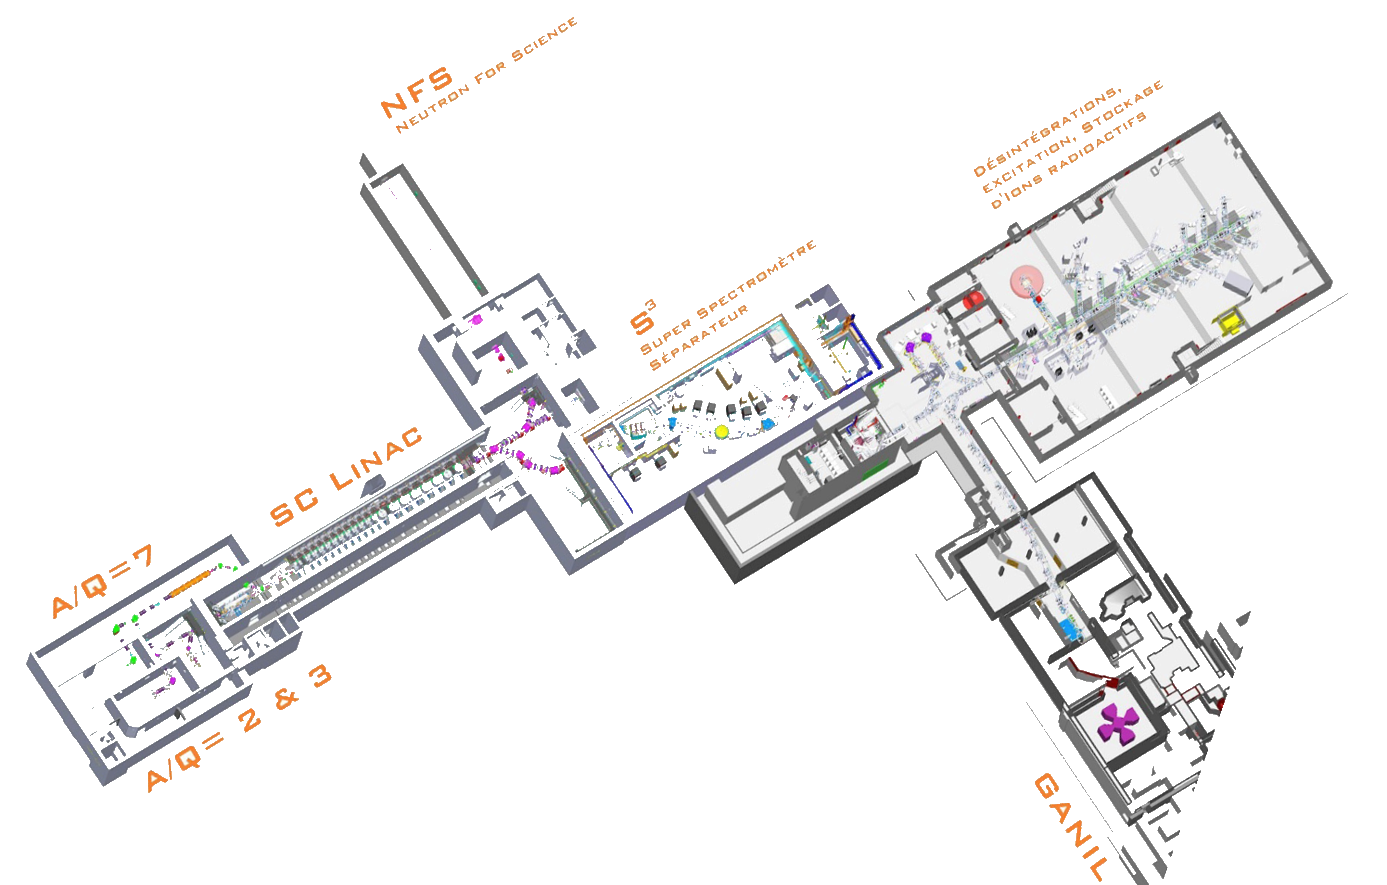 NFS
NEUTRON FOR SCIENCE
DÉSINTÉGRATIONS,
EXCITATION, STOCKAGE
D'IONS RADIOACTIFS
S³
SUPER SPECTROMÈTRE
SÉPARATEUR
SC LINAC
A/Q=7
A/Q= 2 & 3
GANIL